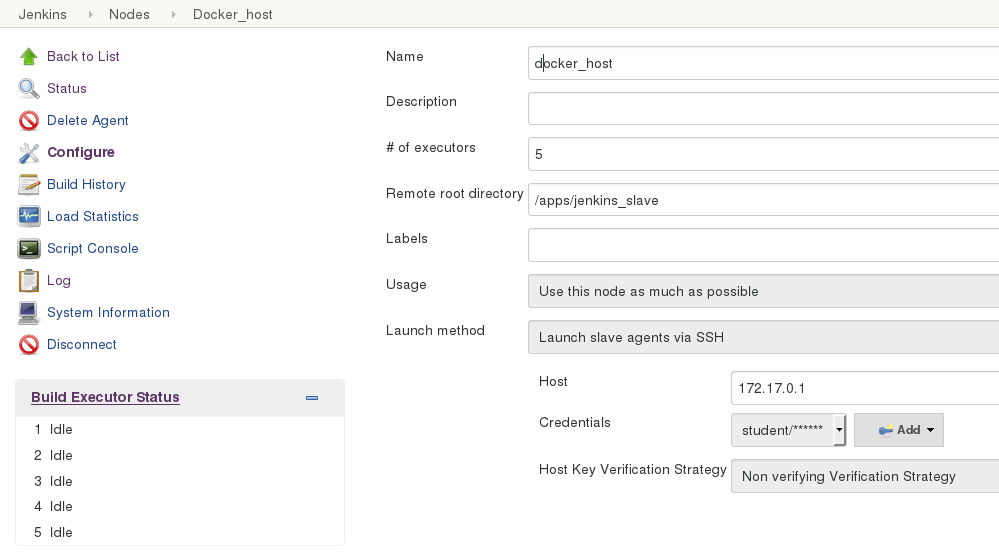 Jenkins Nodes Docker_host
Back to List
Status
Delete Agent
Configure
Build History
Load Statistics
Script Console
Log
System Information
Disconnect
Build Executor Status
1 Idle
2 Idle
3 Idle
4 Idle
5 Idle
Name docker_host
Description
# of executors 5
Remote root directory /apps/jenkins_slave
Labels
Usage Use this node as much as possible
Launch method Launch slave agents via SSH
Host 172.17.0.1
Credentials student/****** Add
Host Key Verification Strategy Non verifying Verification Strategy